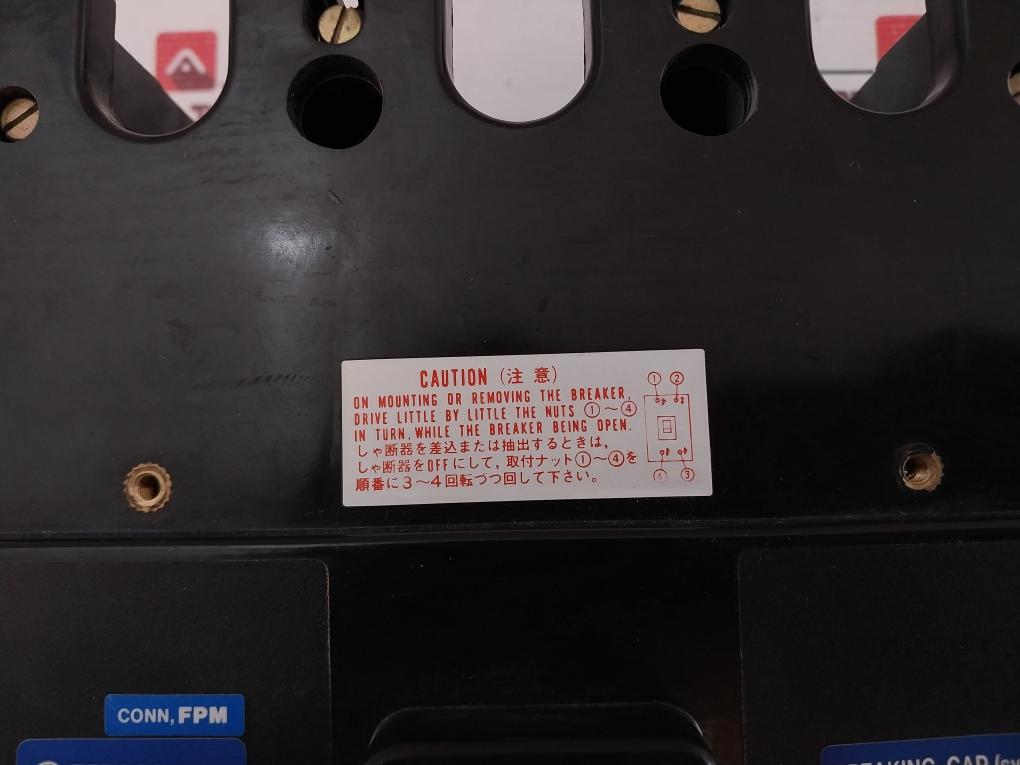 CAUTION (注意)
ON MOUNTING OR REMOVING THE BREAKER,
DRIVE LITTLE BY LITTLE THE NUTS ①～④
IN TURN, WHILE THE BREAKER BEING OPEN.
しゃ断器を差込または抽出するときは,
しゃ断器をOFFにして, 取付ナット①～④を
順番に3～4回転づつ回して下さい。
① ②
④ ③
CONN, FPM